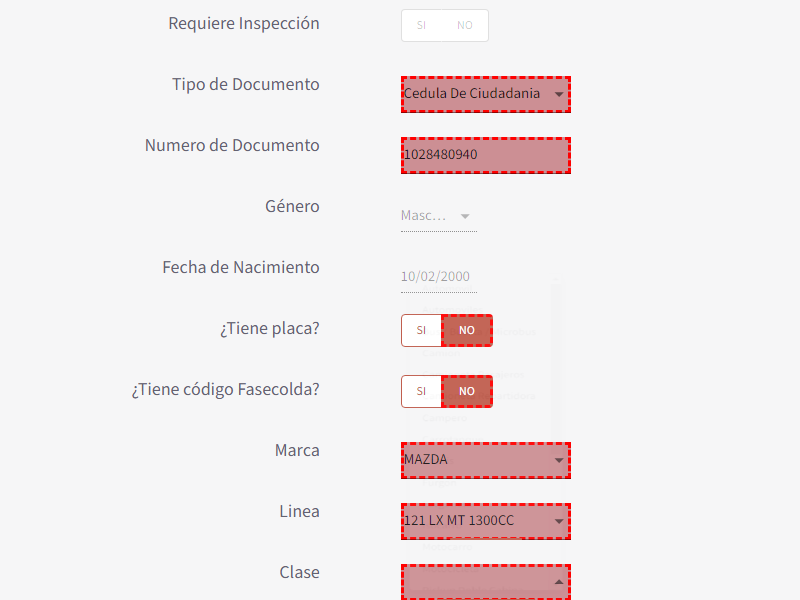 Requiere Inspección SI NO
Tipo de Documento Cedula De Ciudadania
Numero de Documento 1028480940
Género Masc...
Fecha de Nacimiento 10/02/2000
¿Tiene placa? SI NO
¿Tiene código Fasecolda? SI NO
Marca MAZDA
Linea 121 LX MT 1300CC
Clase